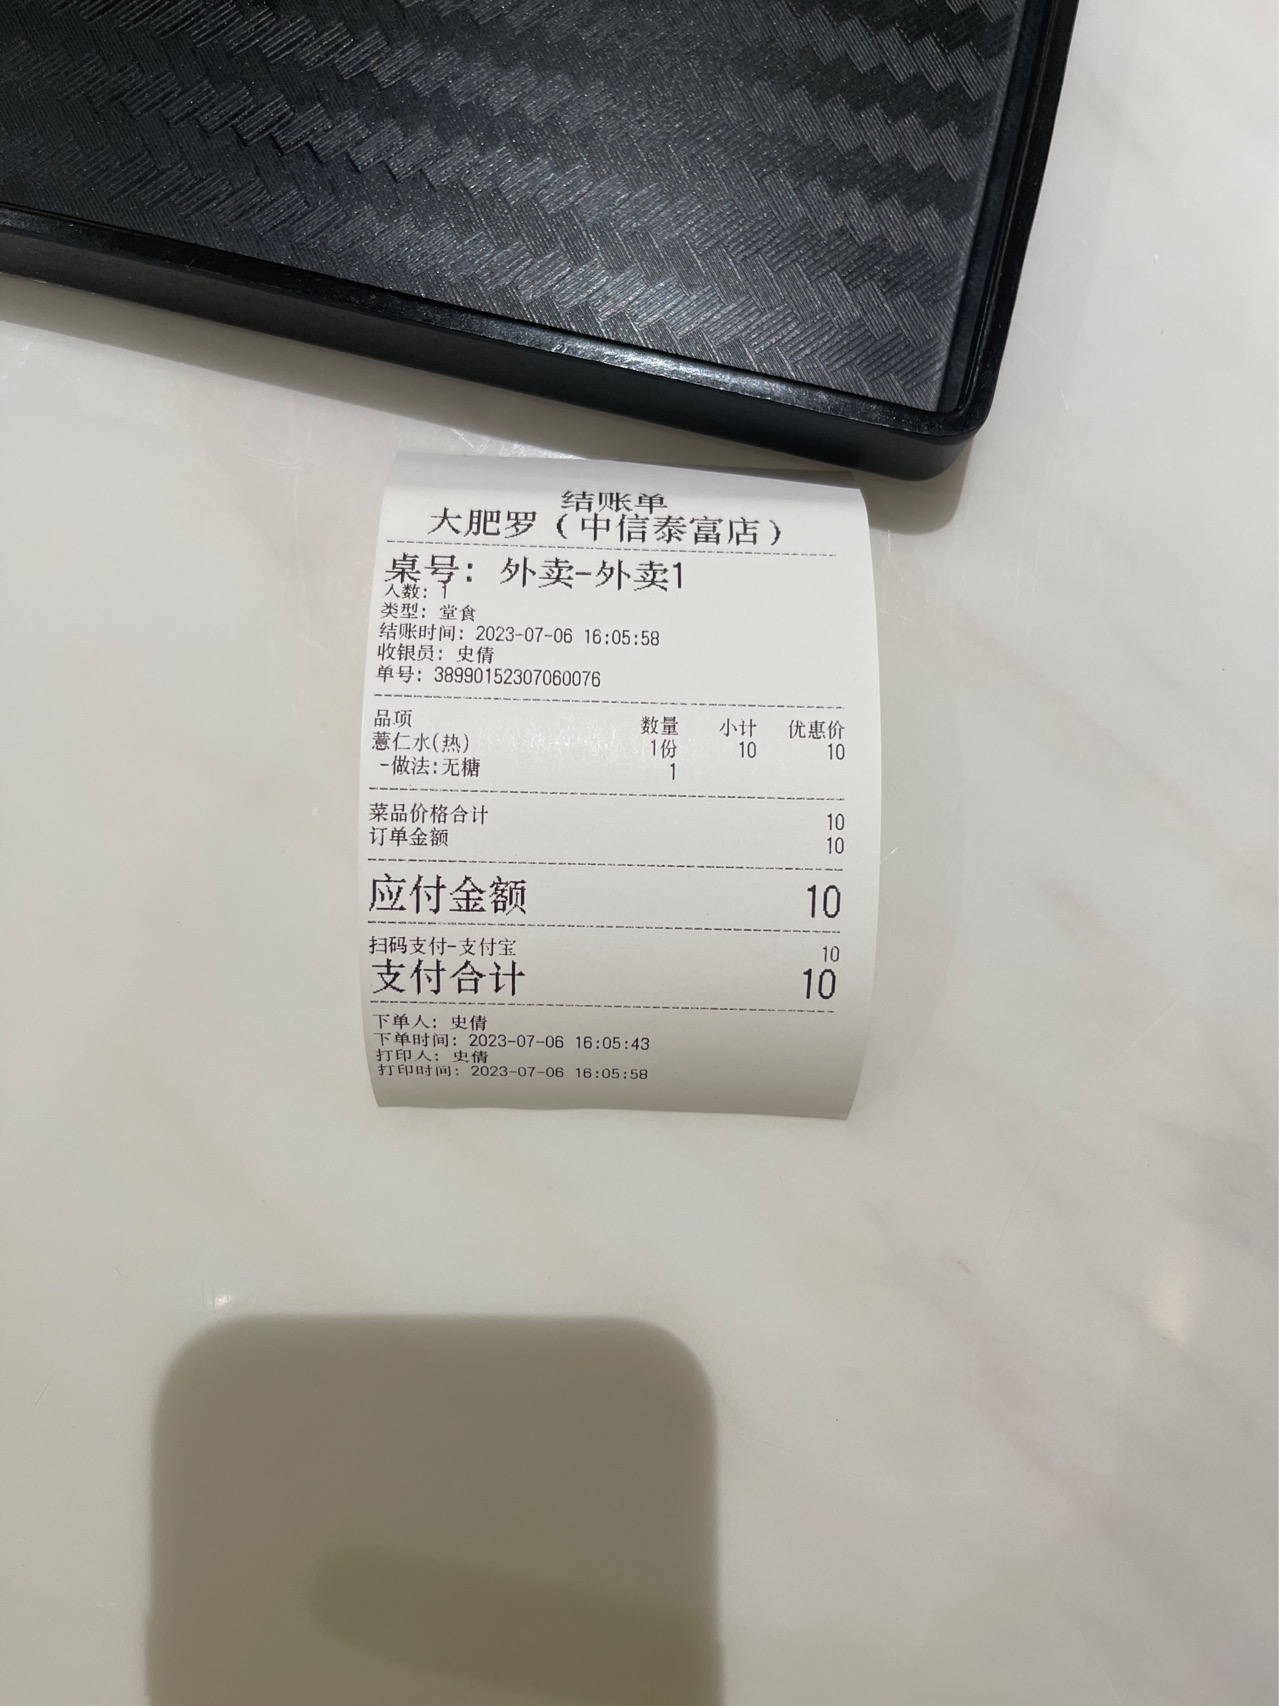 结账单
大肥罗（中信泰富店）
桌号: 外卖-外卖1
人数: 1
类型: 堂食
结账时间: 2023-07-06 16:05:58
收银员: 史倩
单号: 38990152307060076
品项 数量 小计 优惠价
薏仁水(热) 1份 10 10
-做法:无糖 1
菜品价格合计 10
订单金额 10
应付金额 10
扫码支付-支付宝 10
支付合计 10
下单人: 史倩
下单时间: 2023-07-06 16:05:43
打印人: 史倩
打印时间: 2023-07-06 16:05:58